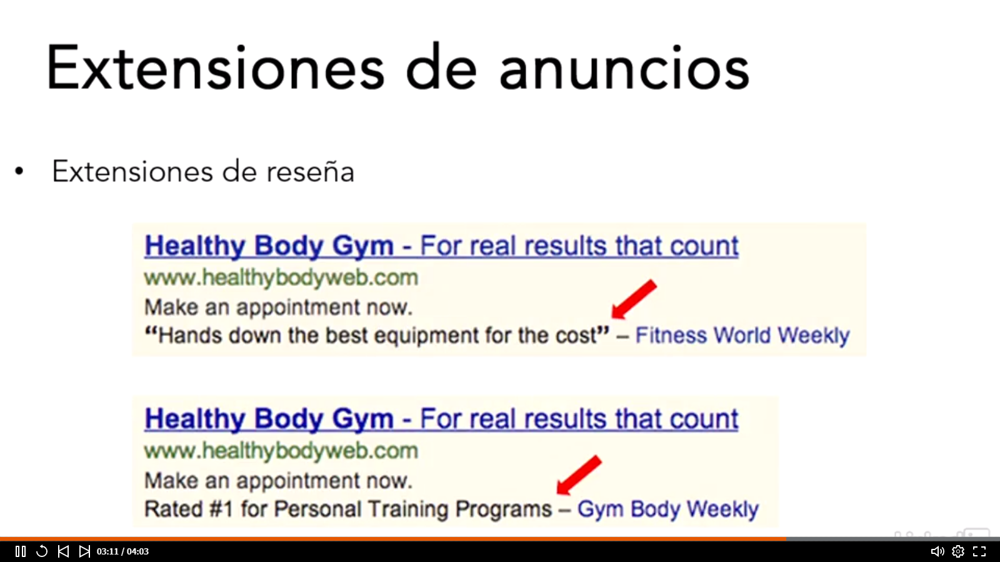 Extensiones de anuncios
• Extensiones de reseña
Healthy Body Gym - For real results that count
www.healthybodyweb.com
Make an appointment now.
“Hands down the best equipment for the cost” – Fitness World Weekly
Healthy Body Gym - For real results that count
www.healthybodyweb.com
Make an appointment now.
Rated #1 for Personal Training Programs – Gym Body Weekly
03:11 / 04:03